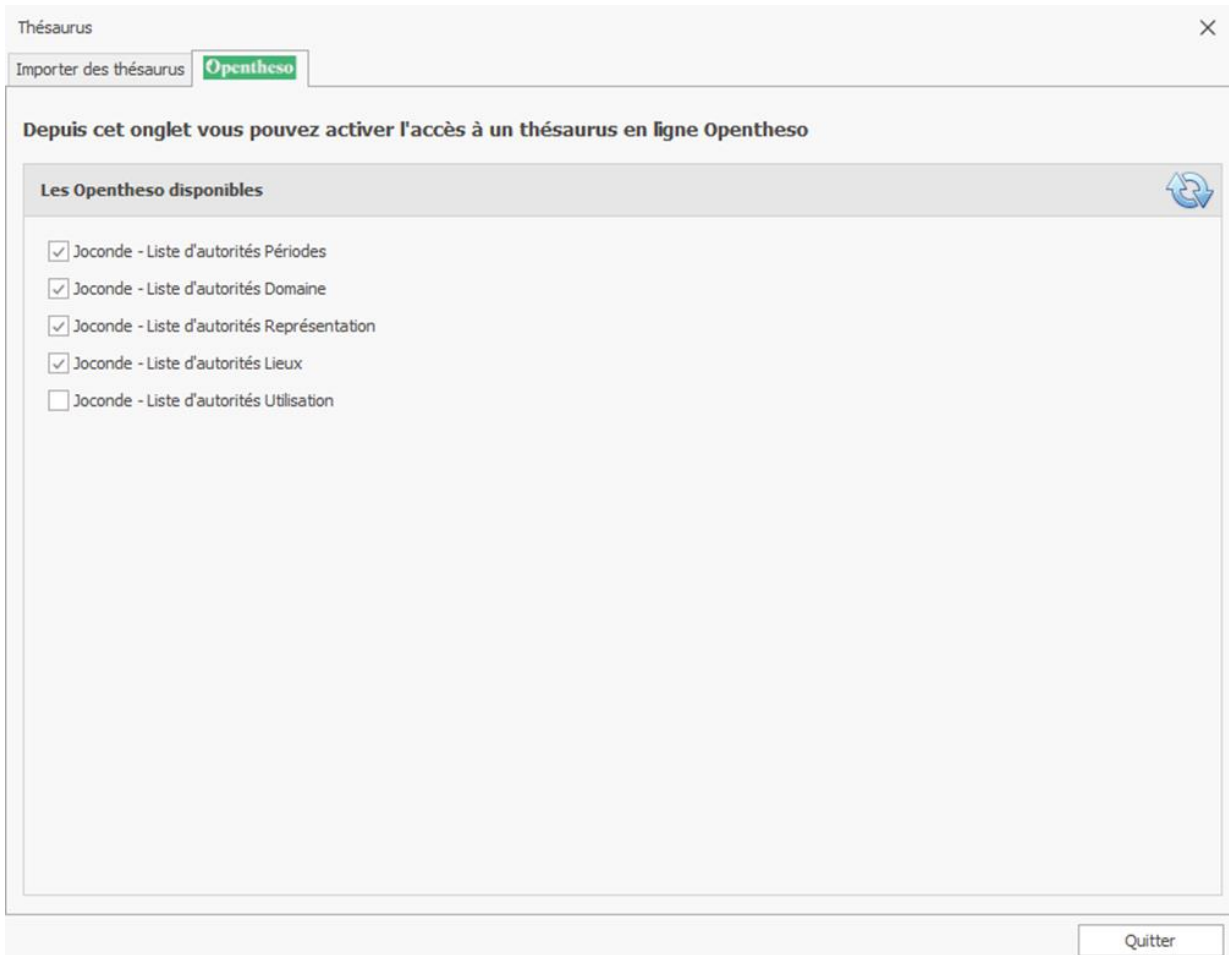 Thésaurus
Importer des thésaurus
Opentheso
Depuis cet onglet vous pouvez activer l'accès à un thésaurus en ligne Opentheso
Les Opentheso disponibles
Joconde - Liste d'autorités Périodes
Joconde - Liste d'autorités Domaine
Joconde - Liste d'autorités Représentation
Joconde - Liste d'autorités Lieux
Joconde - Liste d'autorités Utilisation
Quitter